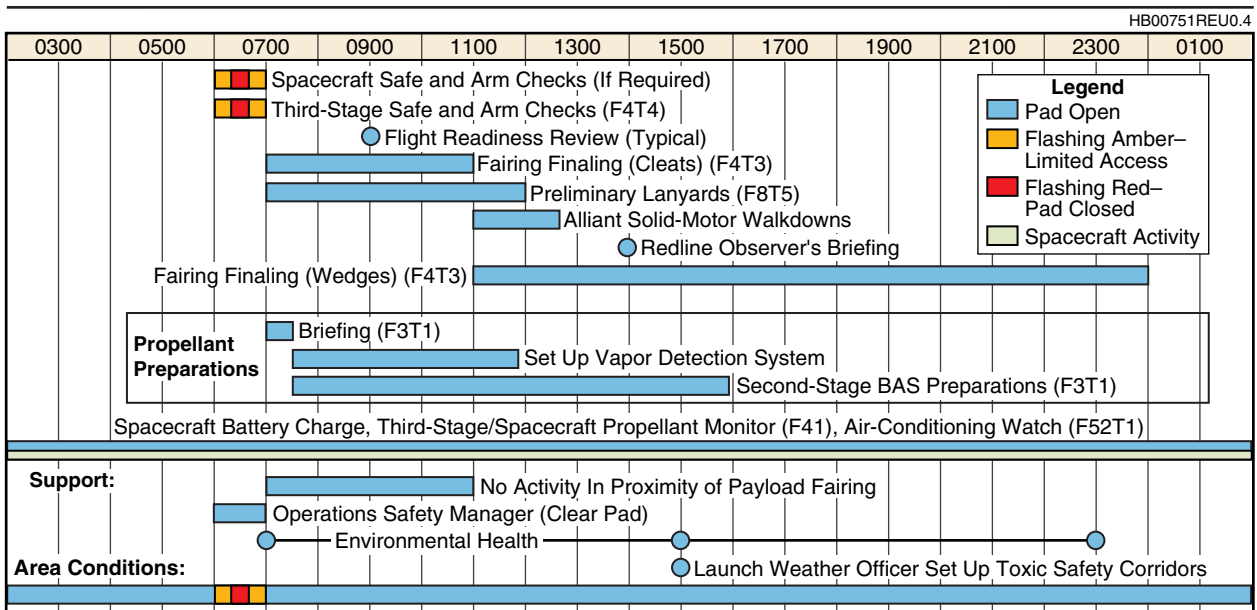 HB00751REU0.4
0300 0500 0700 0900 1100 1300 1500 1700 1900 2100 2300 0100
Spacecraft Safe and Arm Checks (If Required)
Third-Stage Safe and Arm Checks (F4T4)
Flight Readiness Review (Typical)
Fairing Finaling (Cleats) (F4T3)
Preliminary Lanyards (F8T5)
Alliant Solid-Motor Walkdowns
Redline Observer's Briefing
Fairing Finaling (Wedges) (F4T3)
Legend
Pad Open
Flashing Amber–
Limited Access
Flashing Red–
Pad Closed
Spacecraft Activity
Propellant
Preparations
Briefing (F3T1)
Set Up Vapor Detection System
Second-Stage BAS Preparations (F3T1)
Spacecraft Battery Charge, Third-Stage/Spacecraft Propellant Monitor (F41), Air-Conditioning Watch (F52T1)
Support:
No Activity In Proximity of Payload Fairing
Operations Safety Manager (Clear Pad)
Environmental Health
Launch Weather Officer Set Up Toxic Safety Corridors
Area Conditions: